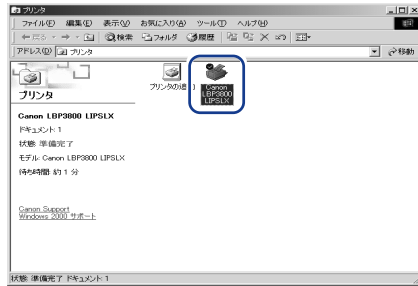 プリンタ
ファイル(F) 編集(E) 表示(V) お気に入り(A) ツール(T) ヘルプ(H)
戻る 検索 フォルダ 履歴
アドレス(D) プリンタ 移動
プリンタ
Canon LBP3800 LIPSLX
ドキュメント: 1
状態: 準備完了
モデル: Canon LBP3800 LIPSLX
待ち時間: 約 1 分
Canon Support
Windows 2000 サポート
プリンタの追加
Canon
LBP3800
LIPSLX
状態: 準備完了 ドキュメント: 1